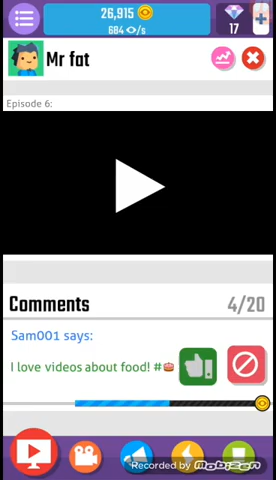 26,915
684 /s
17
Mr fat
Episode 6:
Comments
4/20
Sam001 says:
I love videos about food! #
Recorded by Mobizen